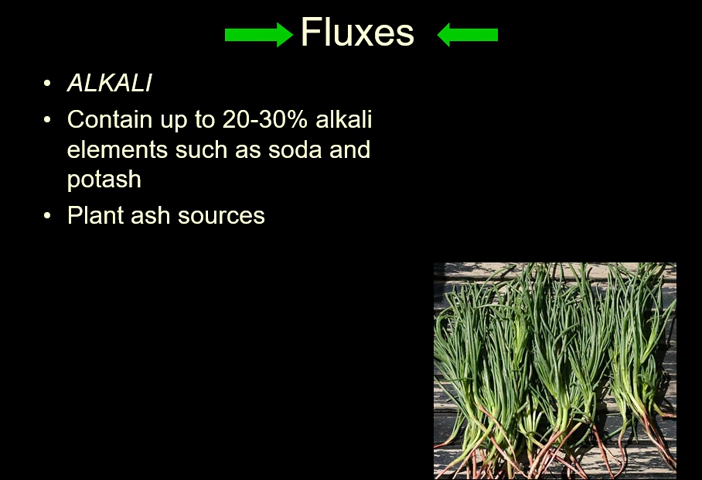 Fluxes
• ALKALI
• Contain up to 20-30% alkali
elements such as soda and
potash
• Plant ash sources